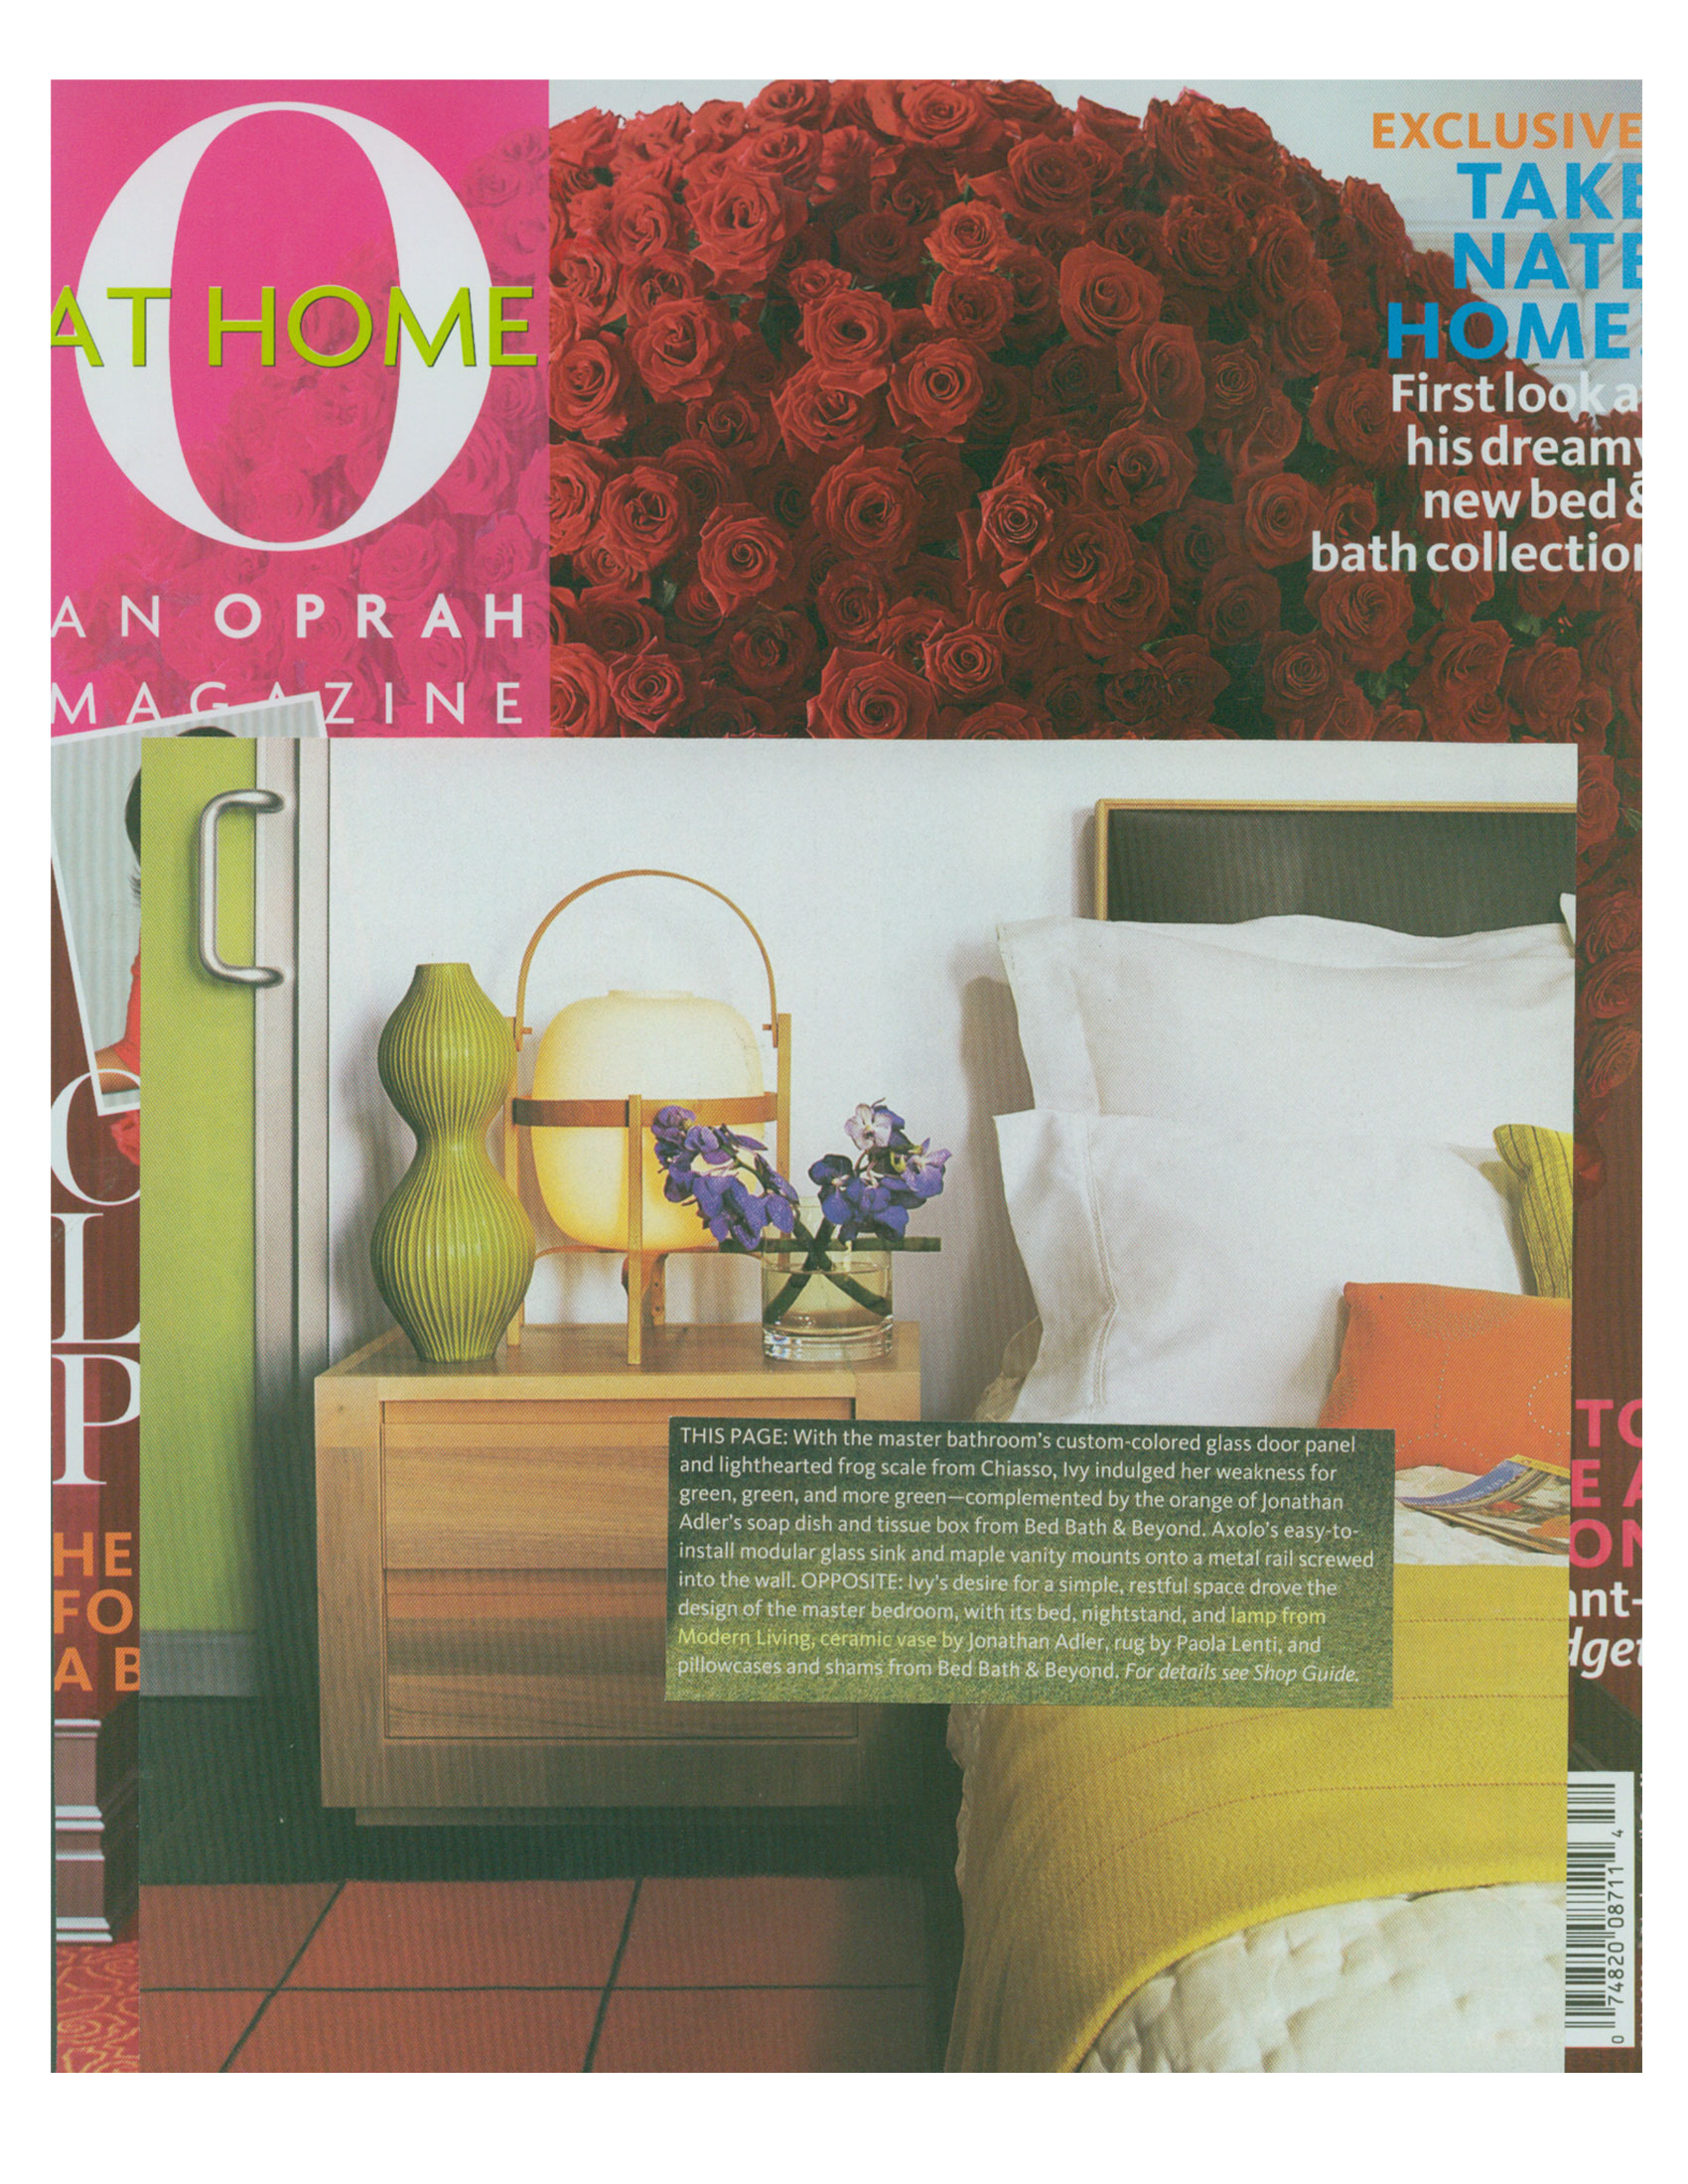 O
AT HOME
AN OPRAH
MAGAZINE
EXCLUSIVE
TAKE
NATE
HOME.
First look a
his dreamy
new bed &
bath collection
O
L
P
HE
FO
A B
THIS PAGE: With the master bathroom's custom-colored glass door panel
and lighthearted frog scale from Chiasso, Ivy indulged her weakness for
green, green, and more green—complemented by the orange of Jonathan
Adler's soap dish and tissue box from Bed Bath & Beyond. Axolo's easy-to-
install modular glass sink and maple vanity mounts onto a metal rail screwed
into the wall. OPPOSITE: Ivy's desire for a simple, restful space drove the
design of the master bedroom, with its bed, nightstand, and lamp from
Modern Living, ceramic vase by Jonathan Adler, rug by Paola Lenti, and
pillowcases and shams from Bed Bath & Beyond. For details see Shop Guide.
TO
E A
ON
ant-
dget
0 74820 08711 4